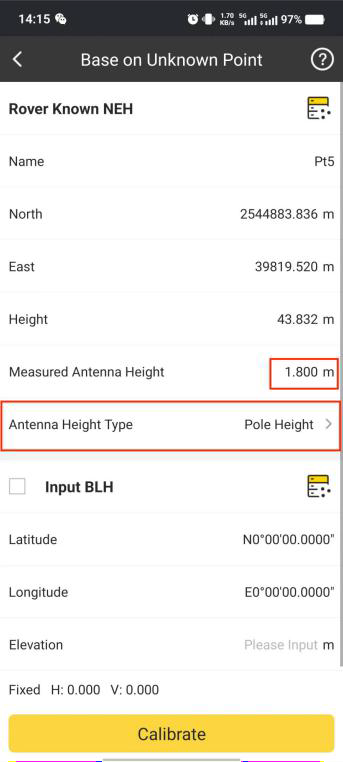 14:15 1.70 KB/s 5G 5G 97%
Base on Unknown Point ?
Rover Known NEH
Name Pt5
North 2544883.836 m
East 39819.520 m
Height 43.832 m
Measured Antenna Height 1.800 m
Antenna Height Type Pole Height >
Input BLH
Latitude N0°00'00.0000"
Longitude E0°00'00.0000"
Elevation Please Input m
Fixed H: 0.000 V: 0.000
Calibrate